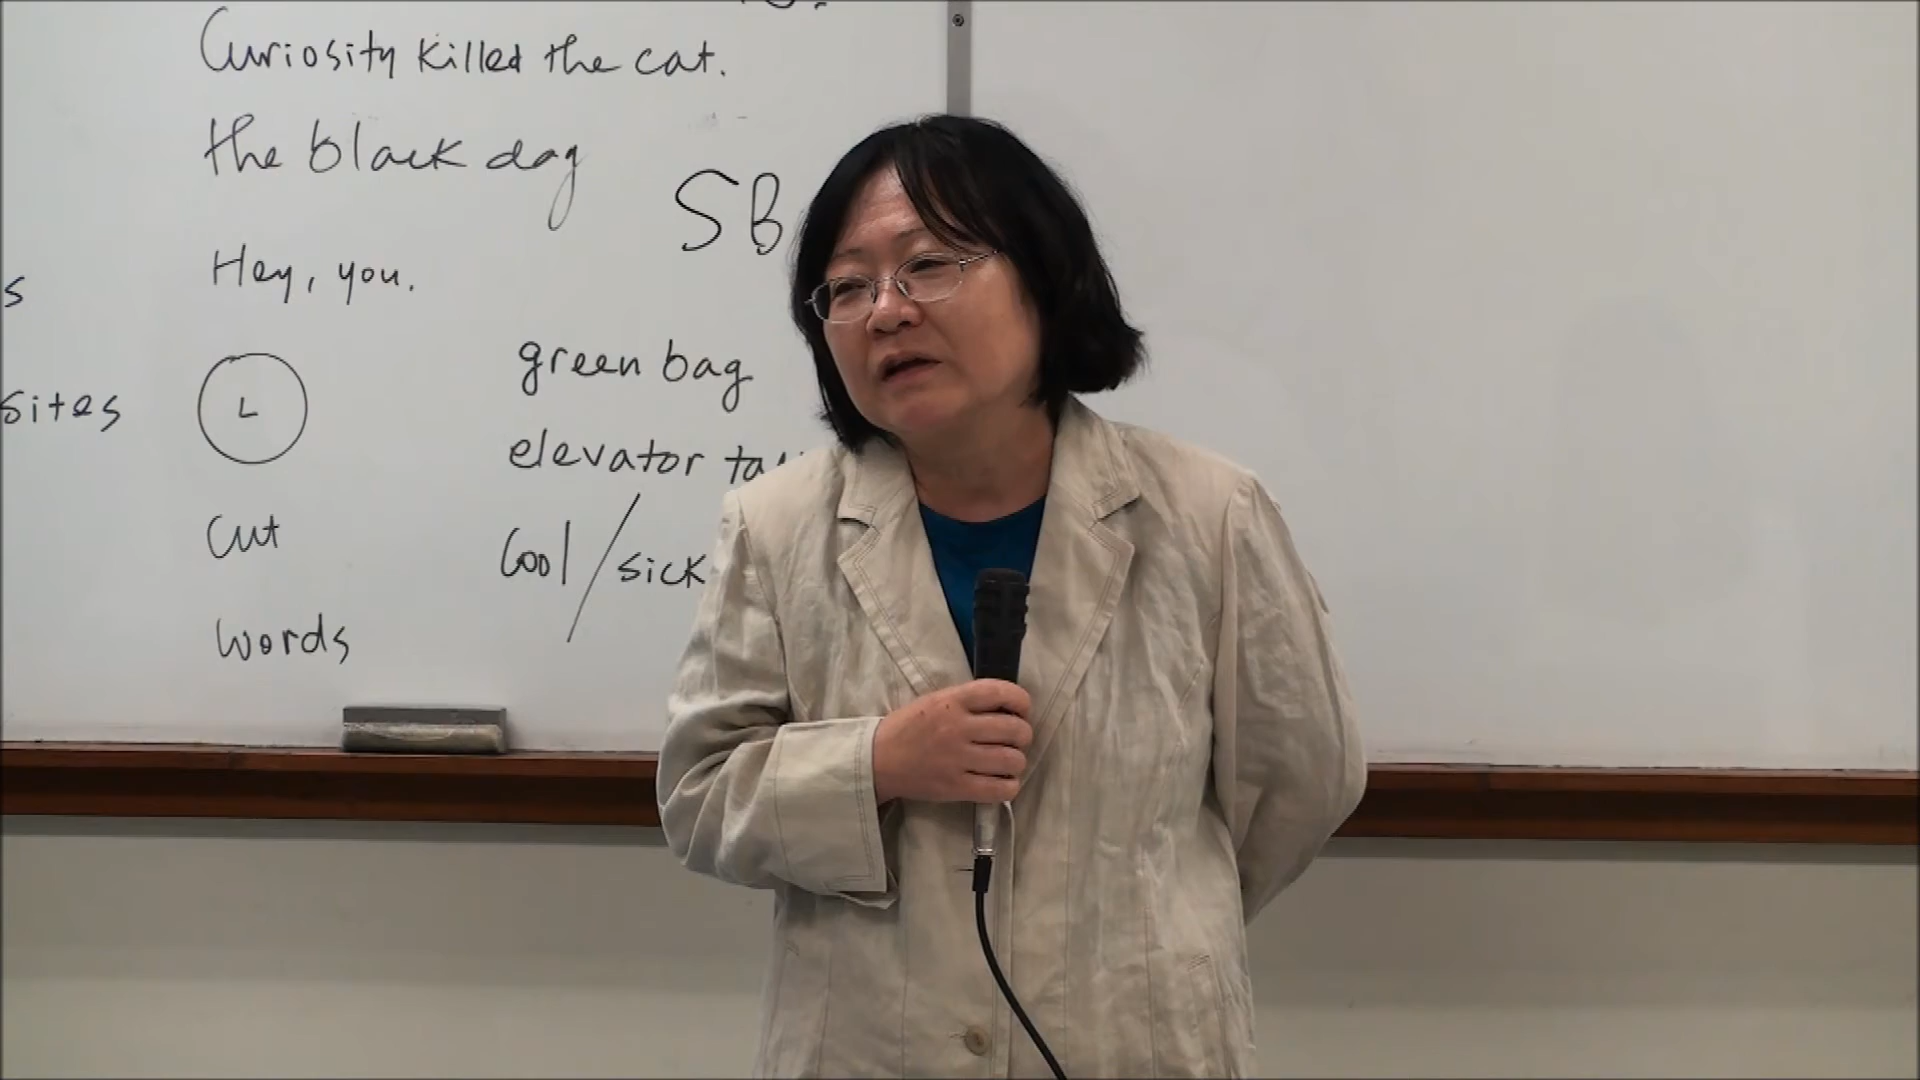 Curiosity killed the cat.
the black dog
SB
Hey, you.
s
green bag
sites
L
elevator
cut
Cool / sick
words